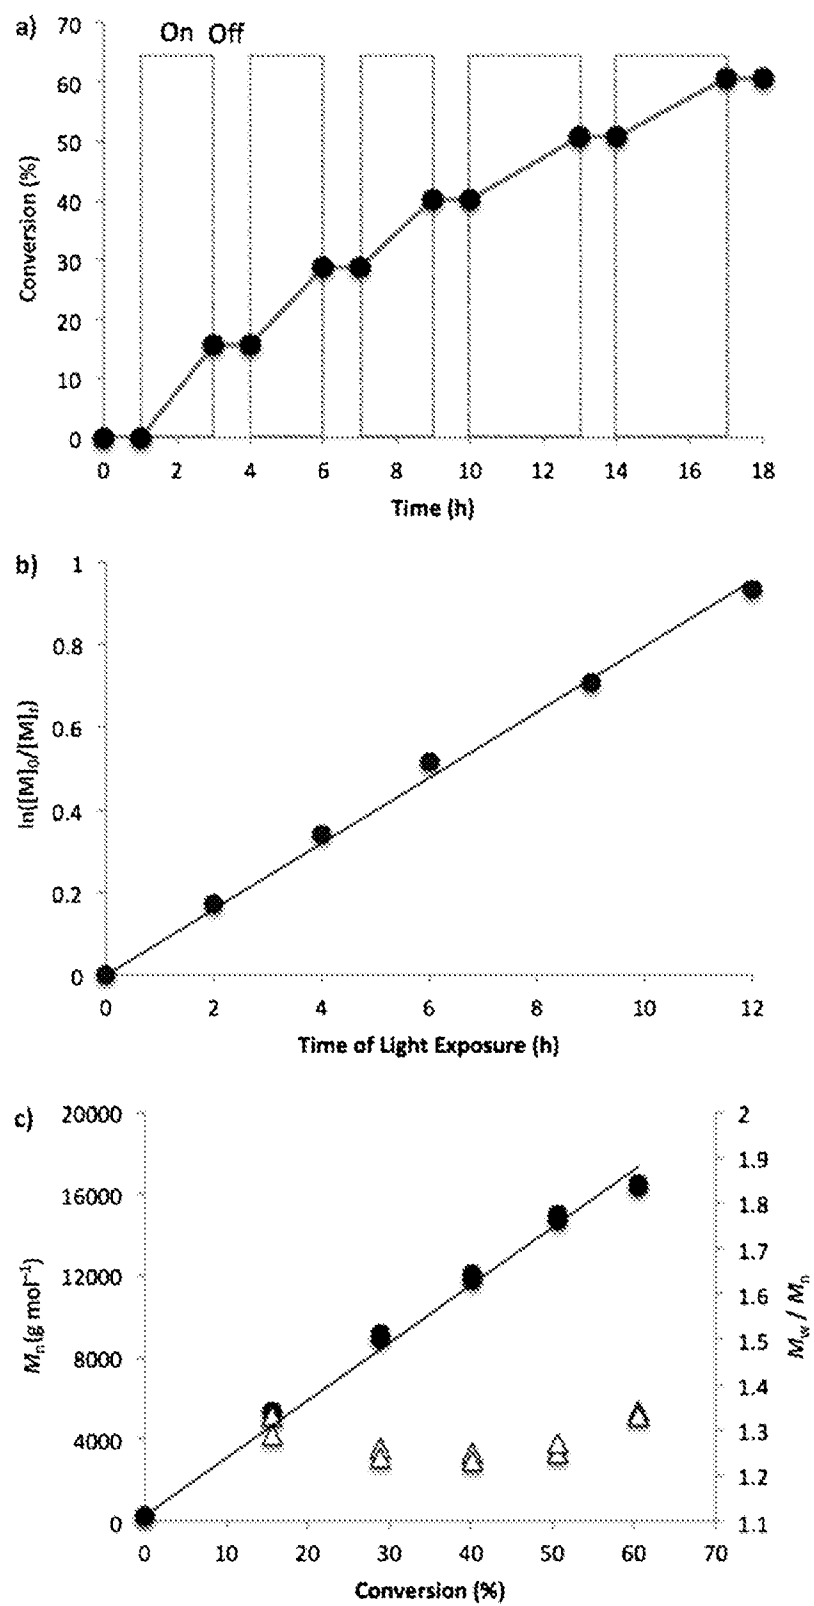 a)
On Off
70
60
50
40
30
20
10
0
Conversion (%)
0 2 4 6 8 10 12 14 16 18
Time (h)
b)
1
0.8
0.6
0.4
0.2
0
ln([M]₀/[M]ₜ)
0 2 4 6 8 10 12
Time of Light Exposure (h)
c)
20000
16000
12000
8000
4000
0
Mₙ (g mol⁻¹)
2
1.9
1.8
1.7
1.6
1.5
1.4
1.3
1.2
1.1
M_w / Mₙ
0 10 20 30 40 50 60 70
Conversion (%)